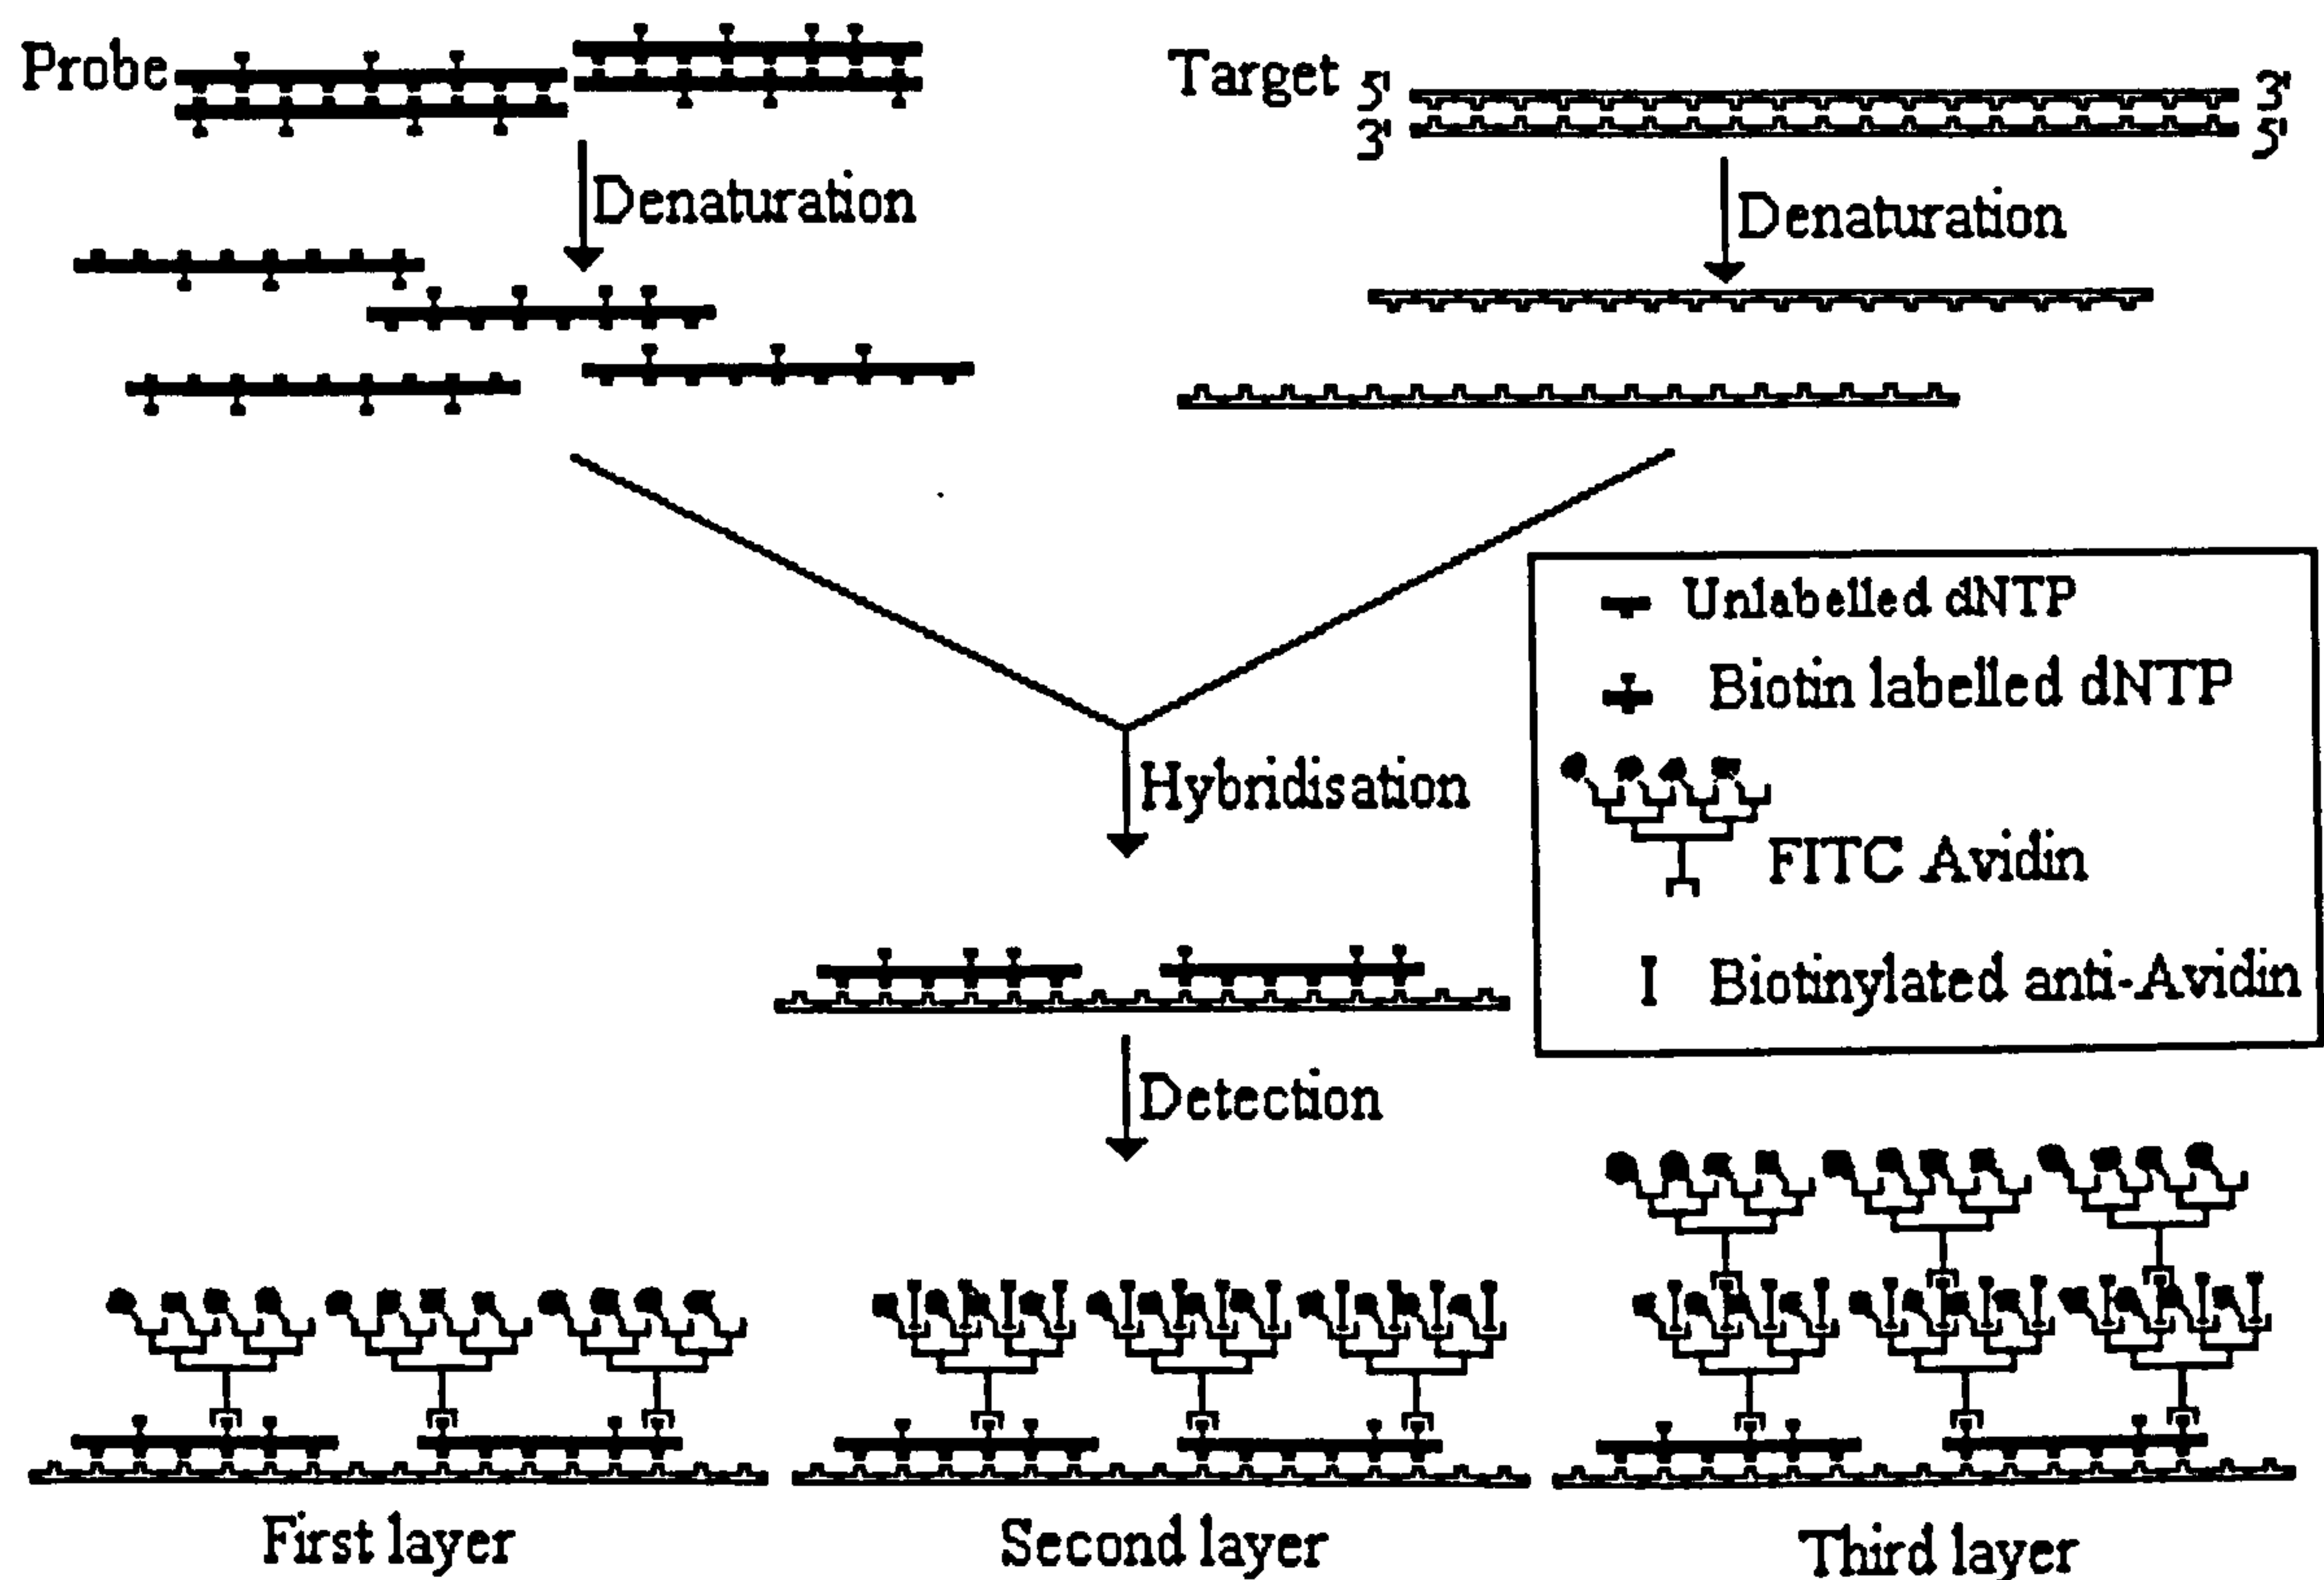 Probe
Target 5' 3'
3' 5'
Denaturation
Denaturation
Unlabelled dNTP
Biotin labelled dNTP
Hybridisation
FITC Avidin
Biotinylated anti-Avidin
Detection
First layer
Second layer
Third layer